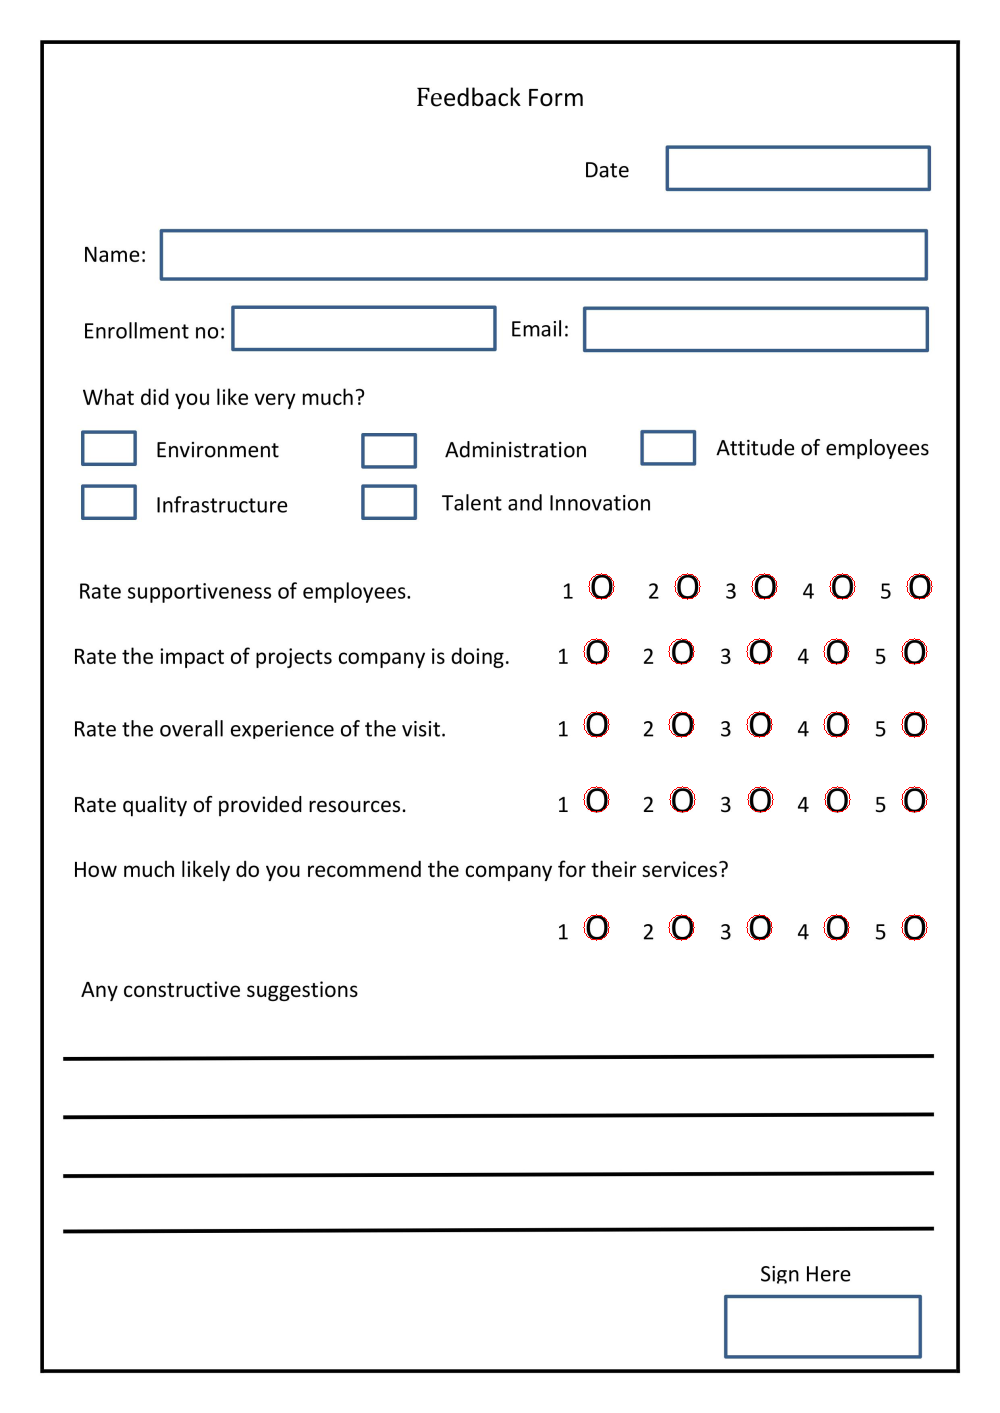 Feedback Form
Date
Name:
Enrollment no: Email:
What did you like very much?
Environment Administration Attitude of employees
Infrastructure Talent and Innovation
Rate supportiveness of employees. 1 O 2 O 3 O 4 O 5 O
Rate the impact of projects company is doing. 1 O 2 O 3 O 4 O 5 O
Rate the overall experience of the visit. 1 O 2 O 3 O 4 O 5 O
Rate quality of provided resources. 1 O 2 O 3 O 4 O 5 O
How much likely do you recommend the company for their services?
1 O 2 O 3 O 4 O 5 O
Any constructive suggestions
Sign Here